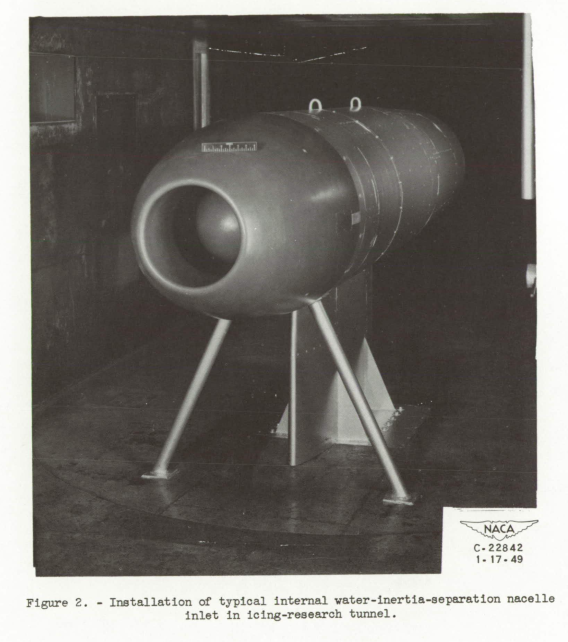 NACA
C-22842
1-17-49
Figure 2. - Installation of typical internal water-inertia-separation nacelle
inlet in icing-research tunnel.